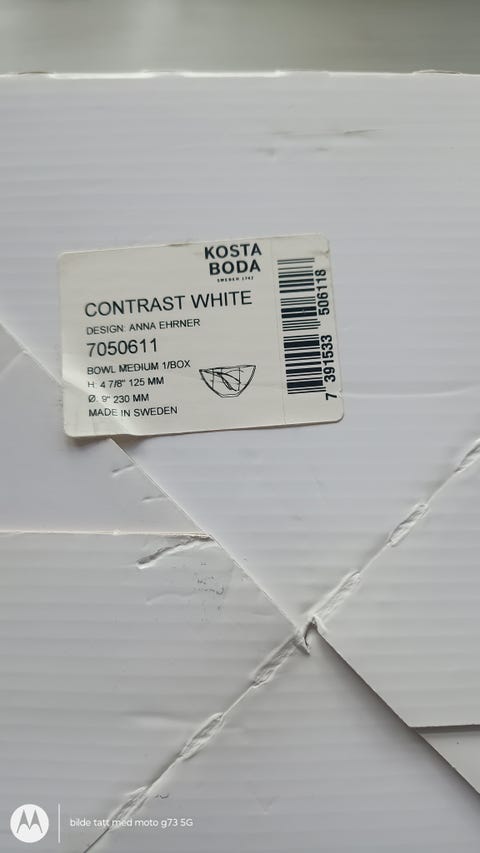 KOSTA
BODA
SWEDEN 1742
CONTRAST WHITE
DESIGN: ANNA EHRNER
7050611
BOWL MEDIUM 1/BOX
H: 4 7/8" 125 MM
Ø: 9" 230 MM
MADE IN SWEDEN
7 391533 506118
bilde tatt med moto g73 5G